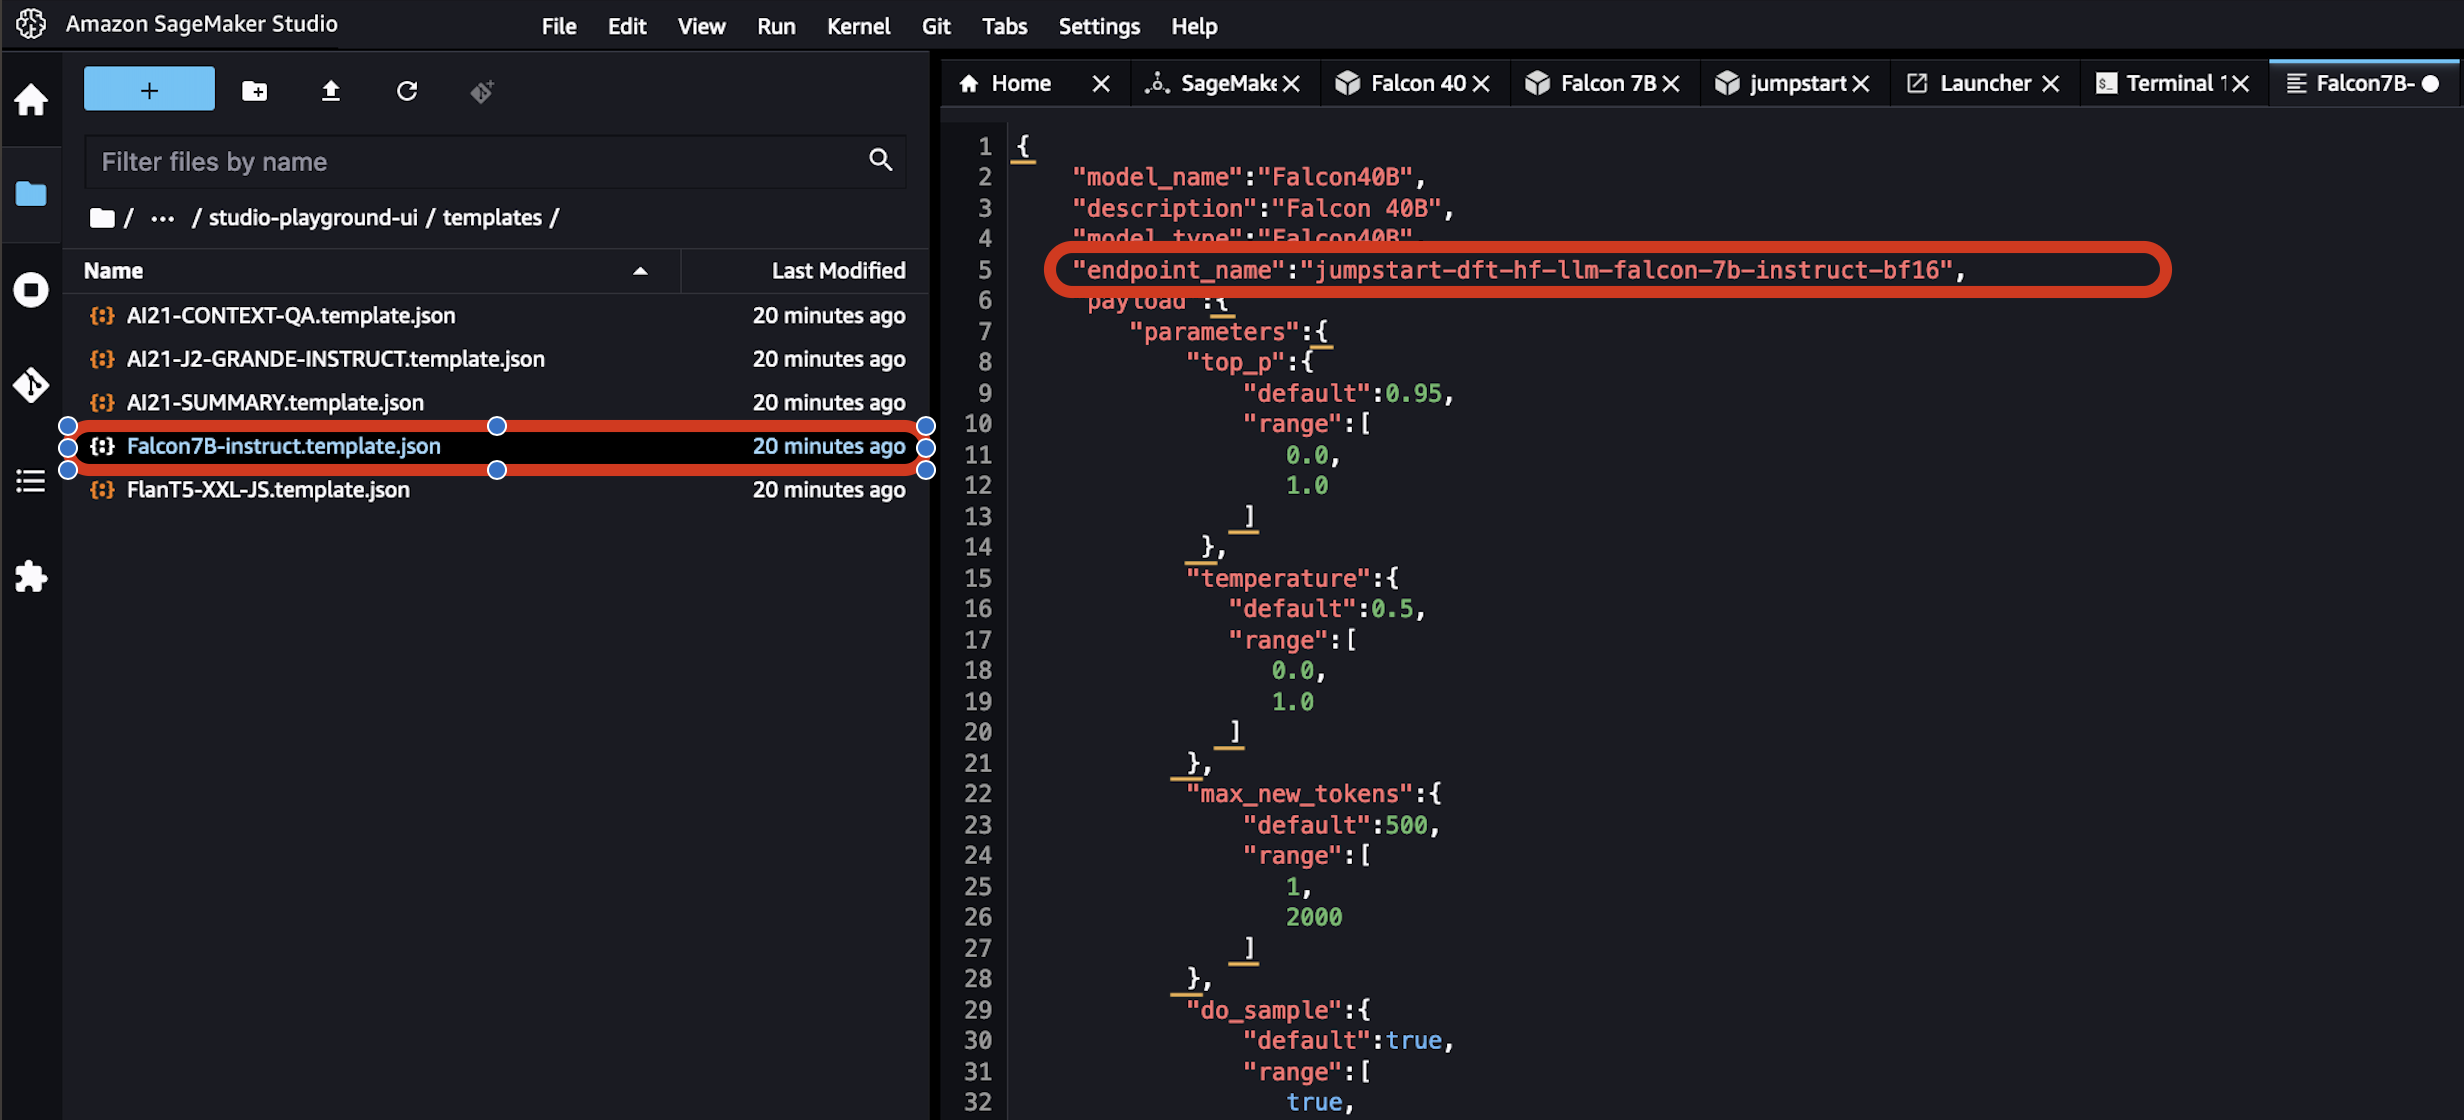 Amazon SageMaker Studio
File Edit View Run Kernel Git Tabs Settings Help
+
Filter files by name
/ ··· / studio-playground-ui / templates /
Name Last Modified
AI21-CONTEXT-QA.template.json 20 minutes ago
AI21-J2-GRANDE-INSTRUCT.template.json 20 minutes ago
AI21-SUMMARY.template.json 20 minutes ago
Falcon7B-instruct.template.json 20 minutes ago
FlanT5-XXL-JS.template.json 20 minutes ago
Home SageMake Falcon 40 Falcon 7B jumpstart Launcher Terminal 1 Falcon7B-
1 {
2 "model_name":"Falcon40B",
3 "description":"Falcon 40B",
4 "model_type":"Falcon40B",
5 "endpoint_name":"jumpstart-dft-hf-llm-falcon-7b-instruct-bf16",
6 "payload":{
7 "parameters":{
8 "top_p":{
9 "default":0.95,
10 "range":[
11 0.0,
12 1.0
13 ]
14 },
15 "temperature":{
16 "default":0.5,
17 "range":[
18 0.0,
19 1.0
20 ]
21 },
22 "max_new_tokens":{
23 "default":500,
24 "range":[
25 1,
26 2000
27 ]
28 },
29 "do_sample":{
30 "default":true,
31 "range":[
32 true,